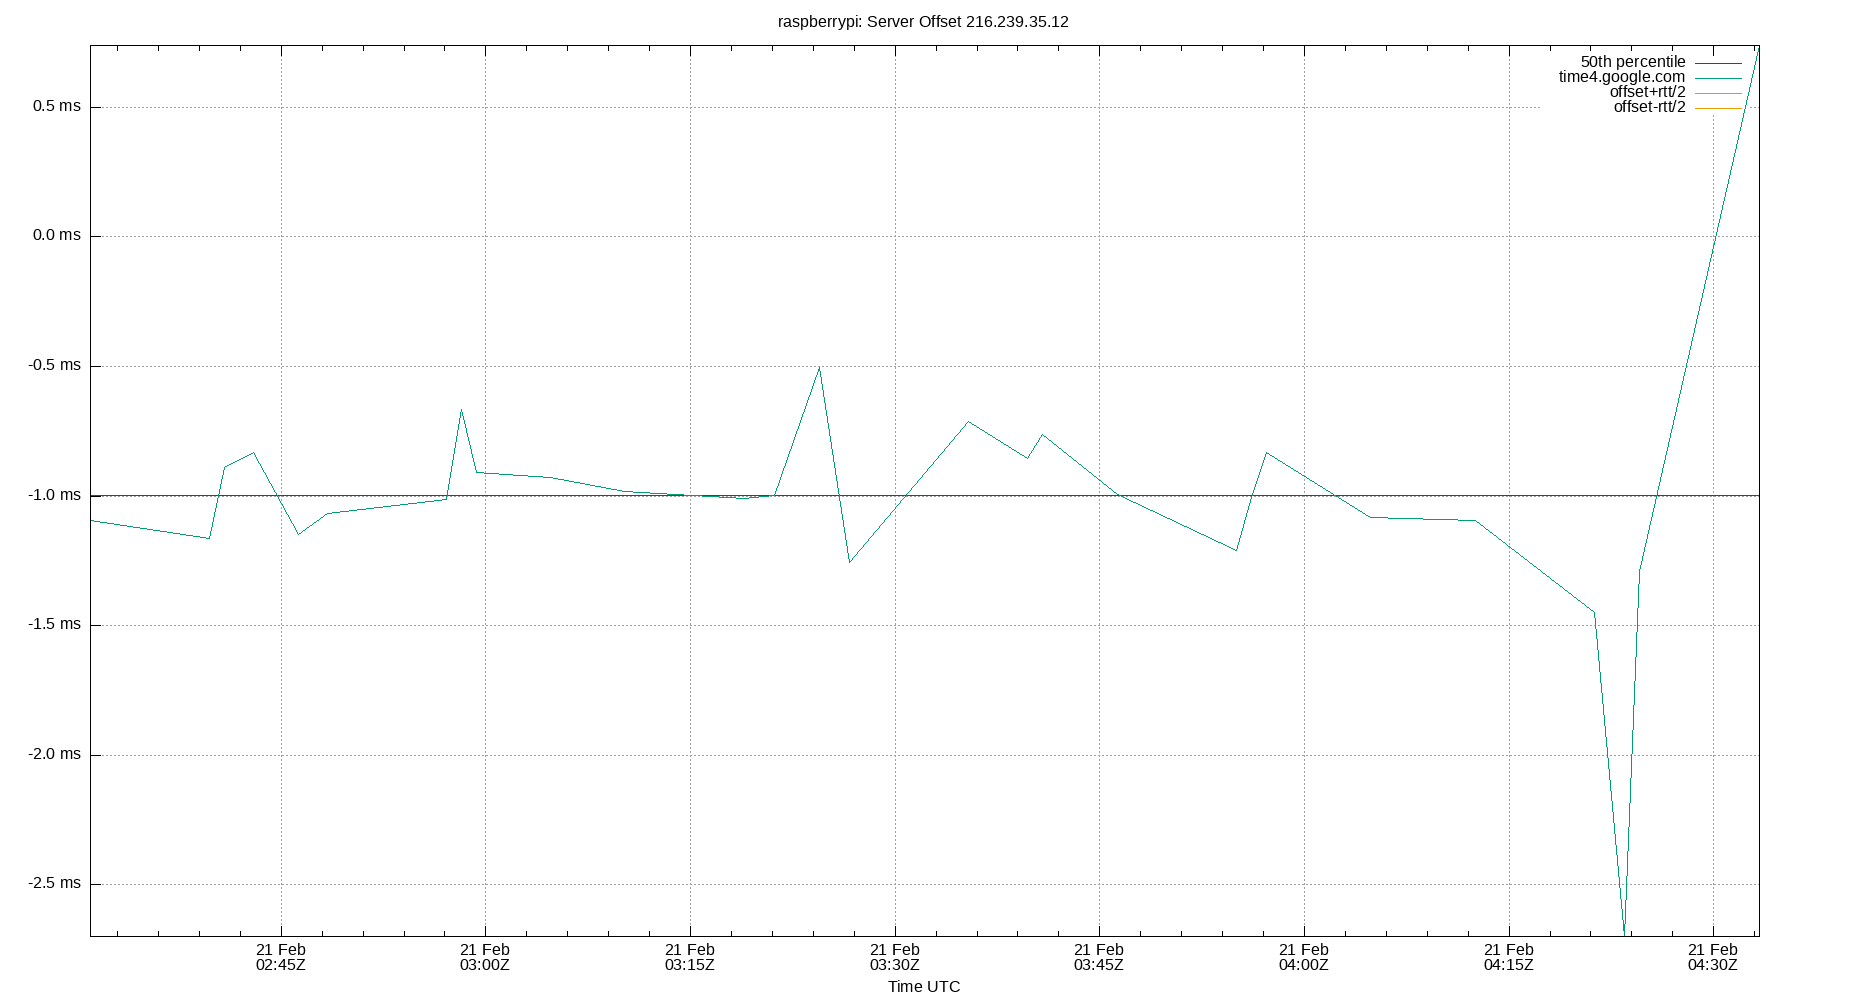 raspberrypi: Server Offset 216.239.35.12
50th percentile
time4.google.com
offset+rtt/2
offset-rtt/2
0.5 ms
0.0 ms
-0.5 ms
-1.0 ms
-1.5 ms
-2.0 ms
-2.5 ms
21 Feb 21 Feb 21 Feb 21 Feb 21 Feb 21 Feb 21 Feb 21 Feb
02:45Z 03:00Z 03:15Z 03:30Z 03:45Z 04:00Z 04:15Z 04:30Z
Time UTC